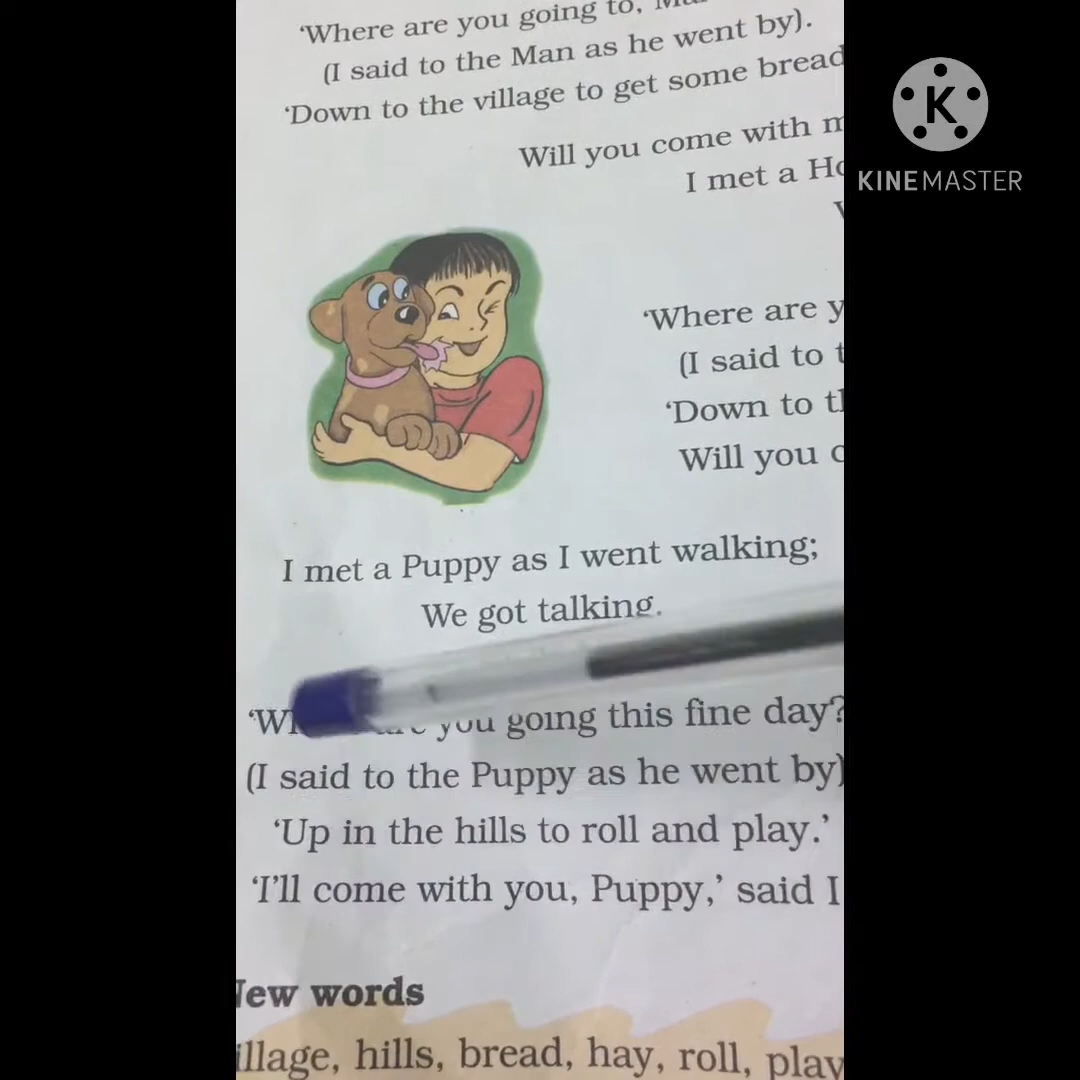 'Where are you going to,
(I said to the Man as he went by).
'Down to the village to get some bread
Will you come with
I met a
'Where are
(I said to
'Down to
Will you
I met a Puppy as I went walking;
We got talking.
you going this fine day?
(I said to the Puppy as he went by)
'Up in the hills to roll and play.'
'I'll come with you, Puppy,' said I
New words
village, hills, bread, hay, roll, play
K
KINEMASTER